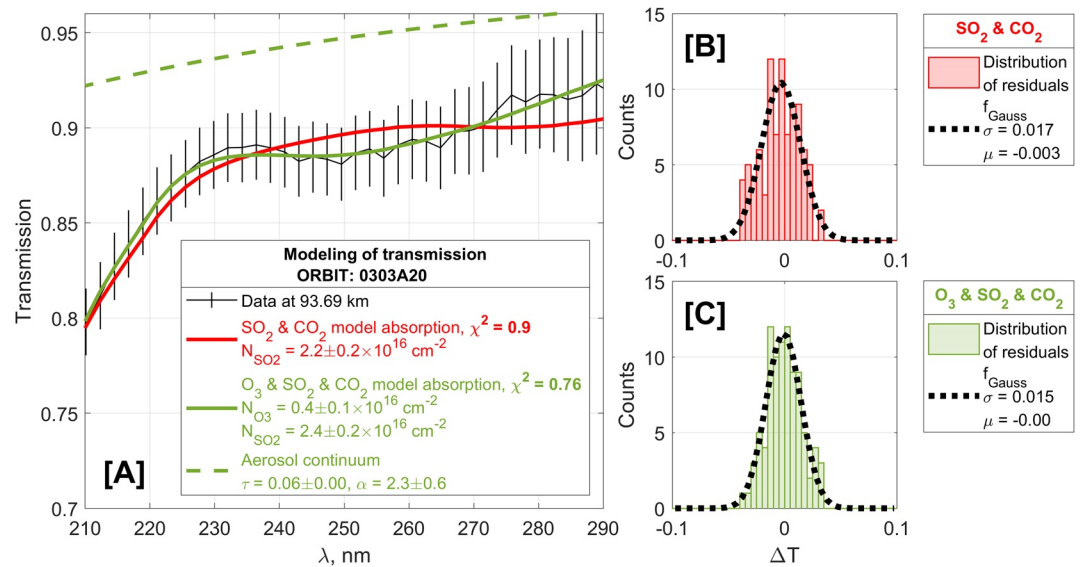 0.95
0.9
0.85
0.8
0.75
0.7
Transmission
210 220 230 240 250 260 270 280 290
λ, nm
[A]
Modeling of transmission
ORBIT: 0303A20
Data at 93.69 km
SO₂ & CO₂ model absorption, χ² = 0.9
N_SO2 = 2.2±0.2×10¹⁶ cm⁻²
O₃ & SO₂ & CO₂ model absorption, χ² = 0.76
N_O3 = 0.4±0.1×10¹⁶ cm⁻²
N_SO2 = 2.4±0.2×10¹⁶ cm⁻²
Aerosol continuum
τ = 0.06±0.00, α = 2.3±0.6
[B]
15
10
5
0
Counts
-0.1 0 0.1
SO₂ & CO₂
Distribution
of residuals
f_Gauss
σ = 0.017
μ = -0.003
[C]
15
10
5
0
Counts
-0.1 0 0.1
ΔT
O₃ & SO₂ & CO₂
Distribution
of residuals
f_Gauss
σ = 0.015
μ = -0.00